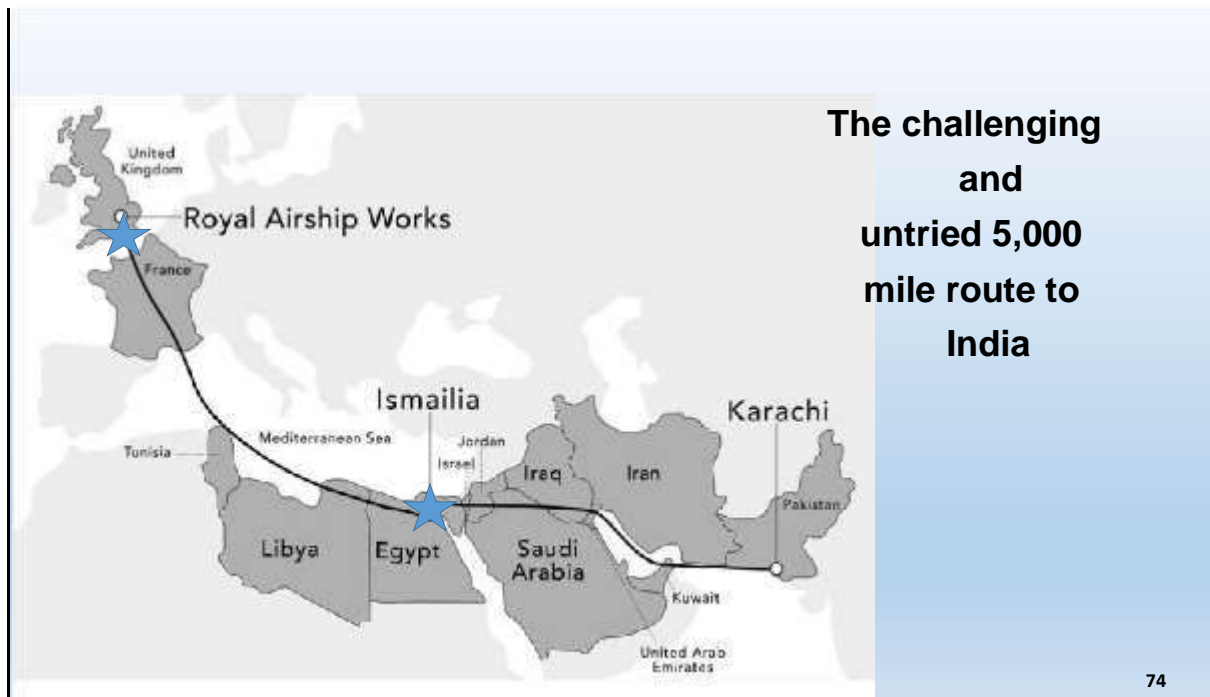 The challenging
and
untried 5,000
mile route to
India
United
Kingdom
Royal Airship Works
France
Ismailia
Karachi
Mediterranean Sea
Jordan
Tunisia
Israel
Iraq
Iran
Pakistan
Libya
Egypt
Saudi
Arabia
Kuwait
United Arab
Emirates
74